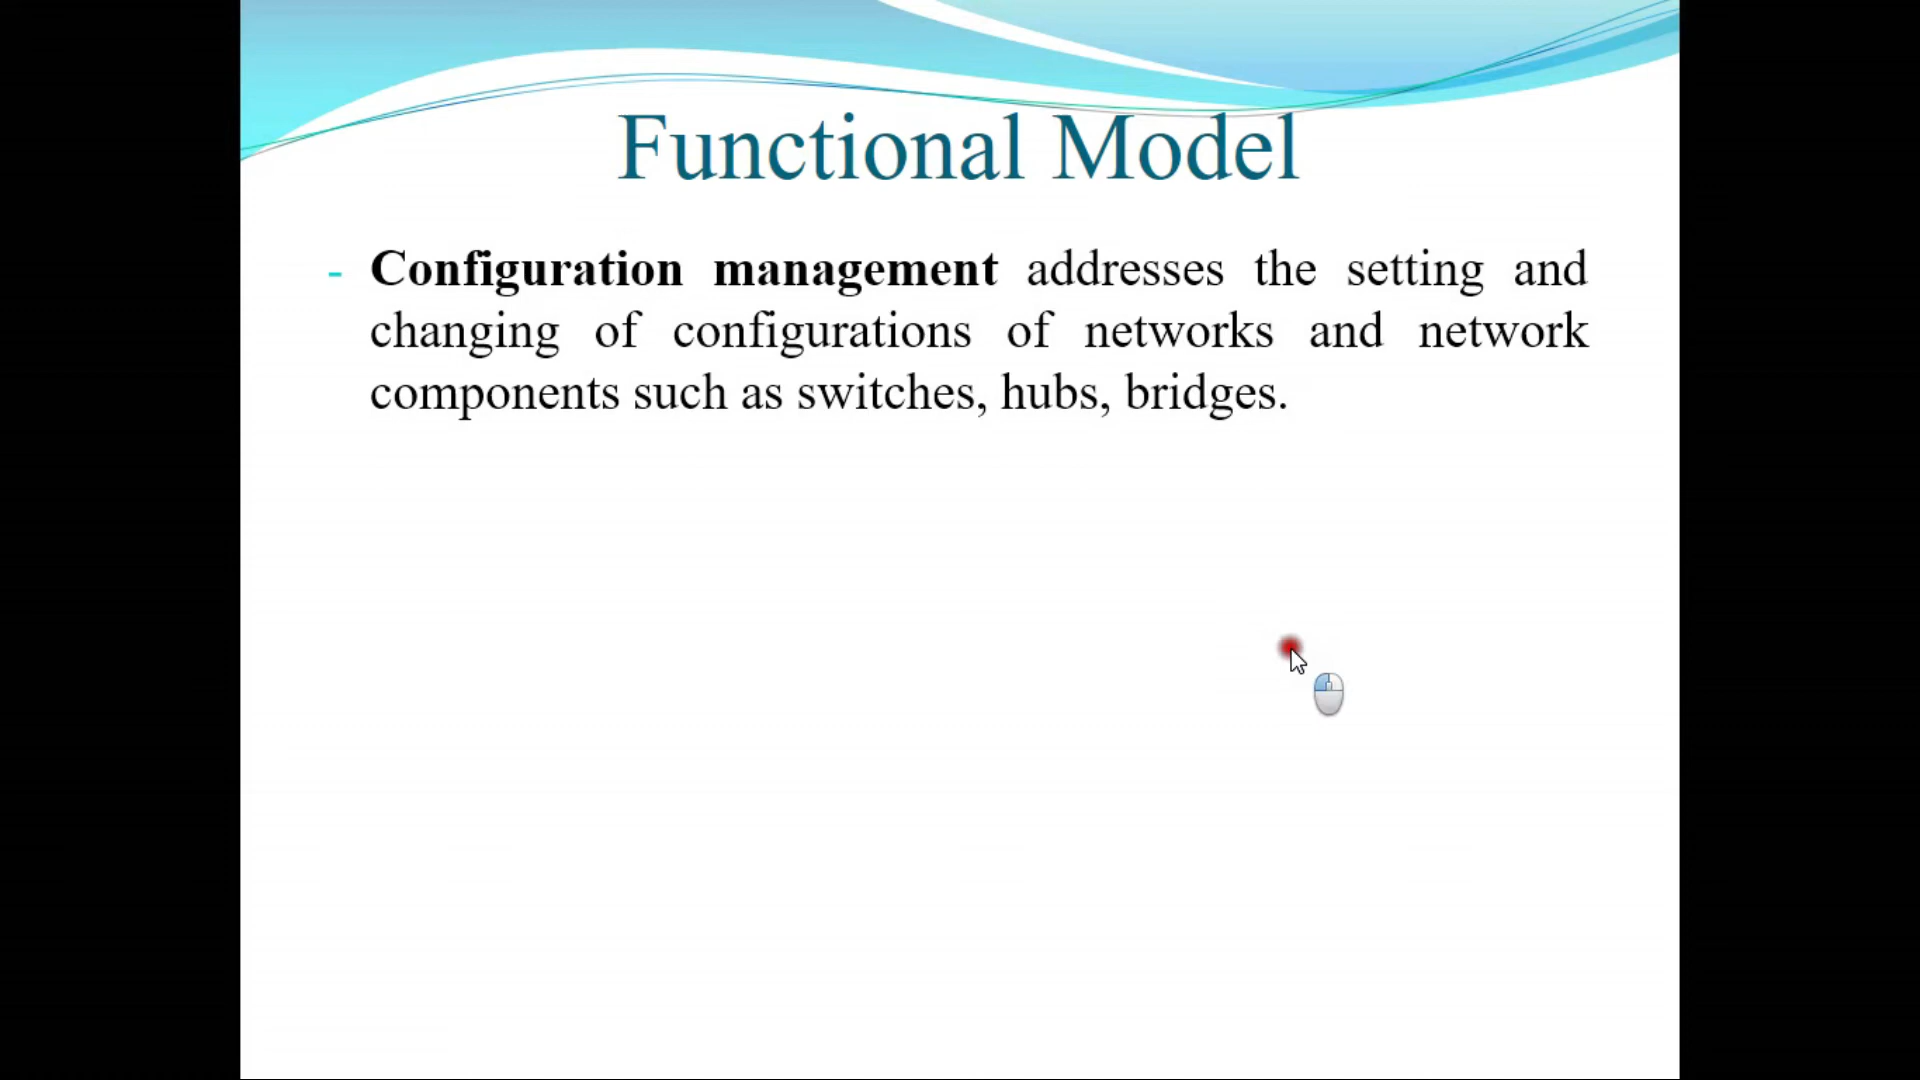 Functional Model
- Configuration management addresses the setting and
changing of configurations of networks and network
components such as switches, hubs, bridges.